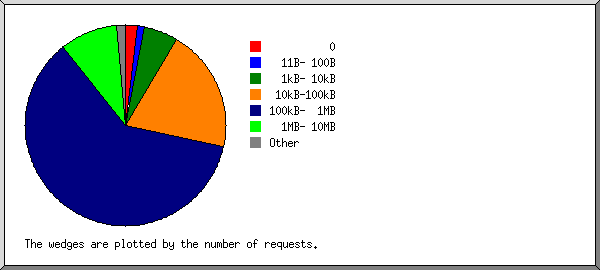 0
11B- 100B
1kB- 10kB
10kB-100kB
100kB- 1MB
1MB- 10MB
Other
The wedges are plotted by the number of requests.